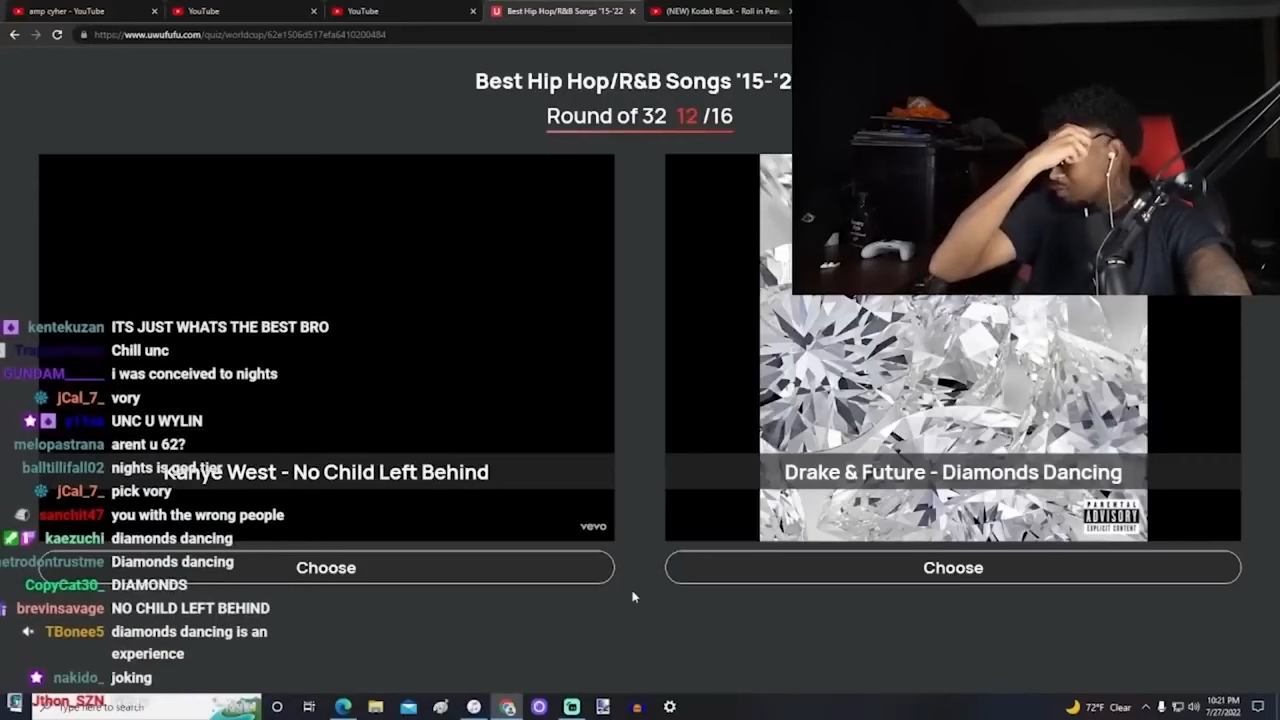 amp cyher - YouTube
YouTube
YouTube
Best Hip Hop/R&B Songs '15-'22
(NEW) Kodak Black - Roll in Pea
https://www.uwufufu.com/quiz/worldcup/62e1506d517efa6410200484
Best Hip Hop/R&B Songs '15-'2
Round of 32 12 /16
kentekuzan ITS JUST WHATS THE BEST BRO
Chill unc
GUNDAM______ i was conceived to nights
jCal_7_ vory
UNC U WYLIN
melopastrana arent u 62?
balltillifall02 nights is god tier
Kanye West - No Child Left Behind
Drake & Future - Diamonds Dancing
jCal_7_ pick vory
sanchit47 you with the wrong people
vevo
PARENTAL
ADVISORY
EXPLICIT CONTENT
kaezuchi diamonds dancing
etrodontrustme Diamonds dancing
Choose
Choose
CopyCat30_ DIAMONDS
brevinsavage NO CHILD LEFT BEHIND
TBonee5 diamonds dancing is an
experience
nakido_ joking
Jthon_SZN
Type here to search
72°F Clear
10:21 PM
7/27/2022